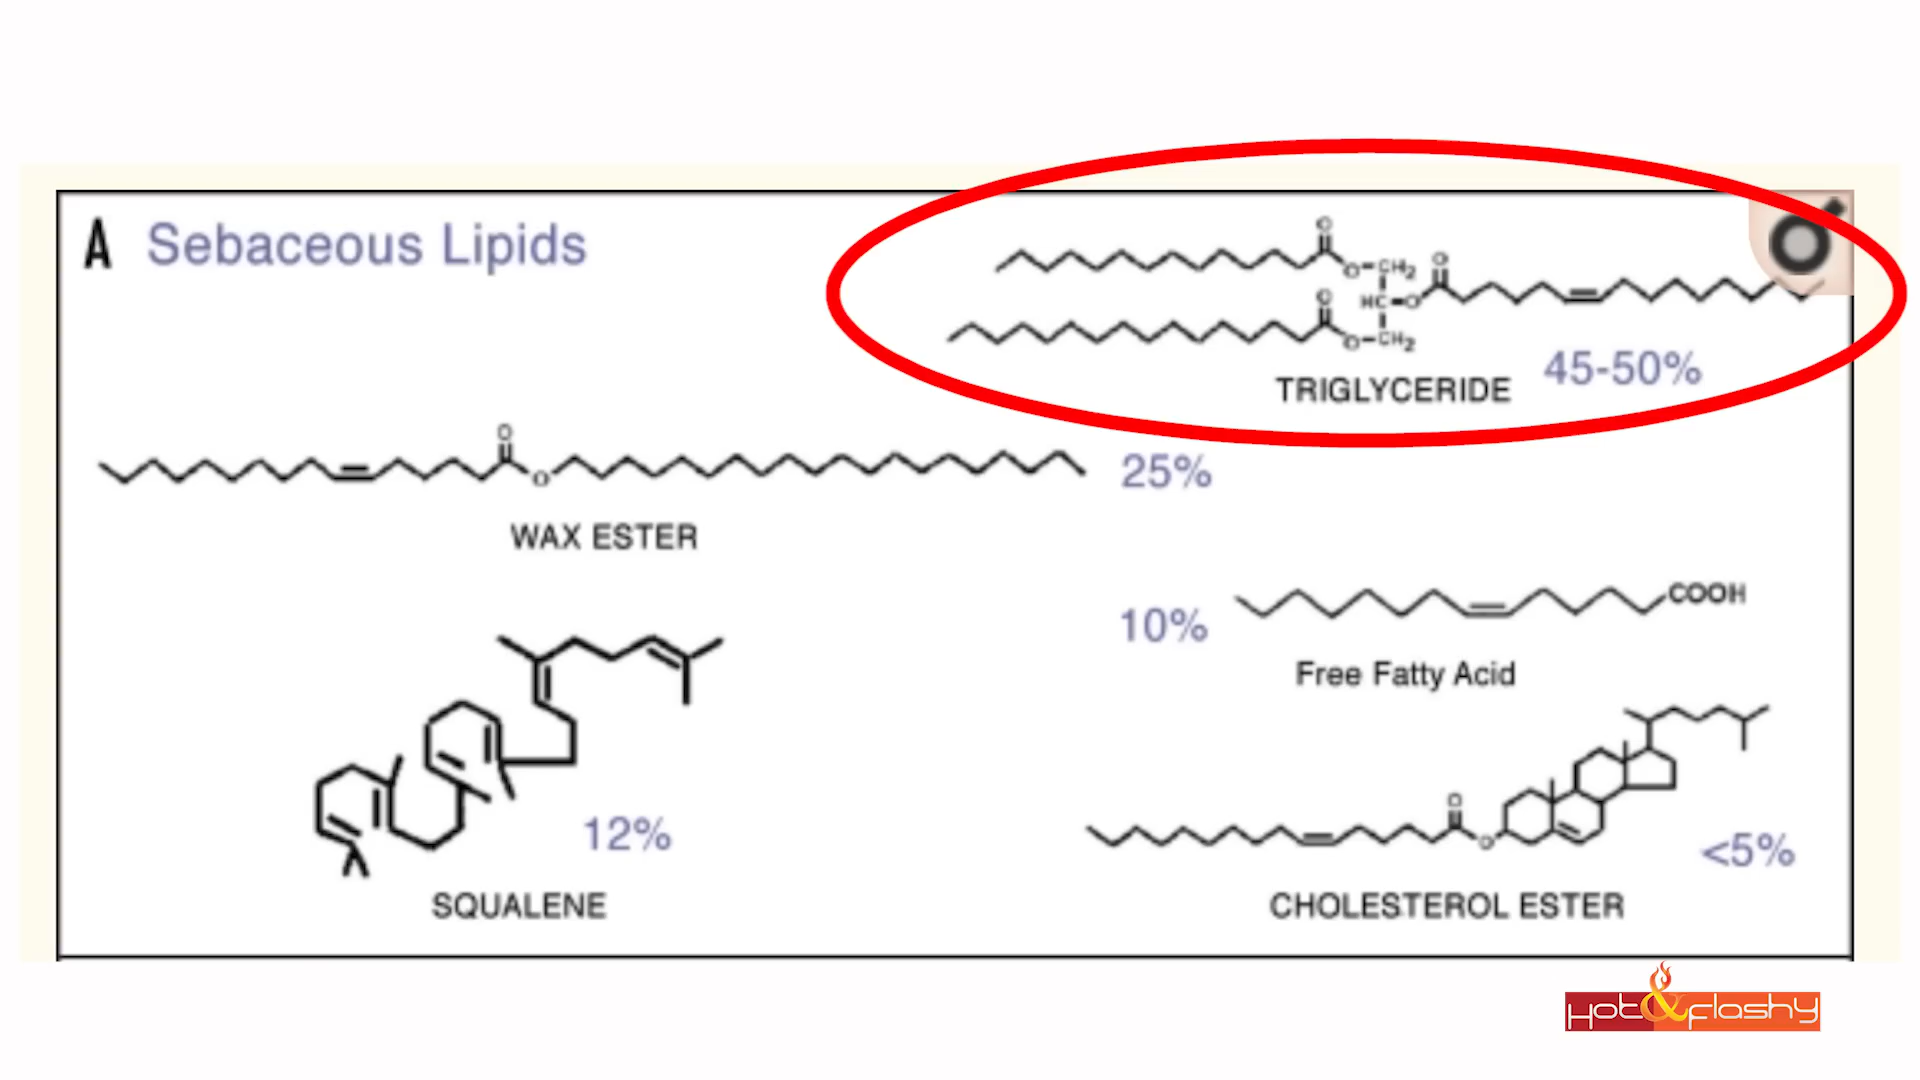 A Sebaceous Lipids
O
O
O-CH2
HC-O
O
O-CH2
TRIGLYCERIDE
45-50%
O
O
25%
WAX ESTER
10%
COOH
Free Fatty Acid
12%
SQUALENE
O
O
<5%
CHOLESTEROL ESTER
Hot & flashy